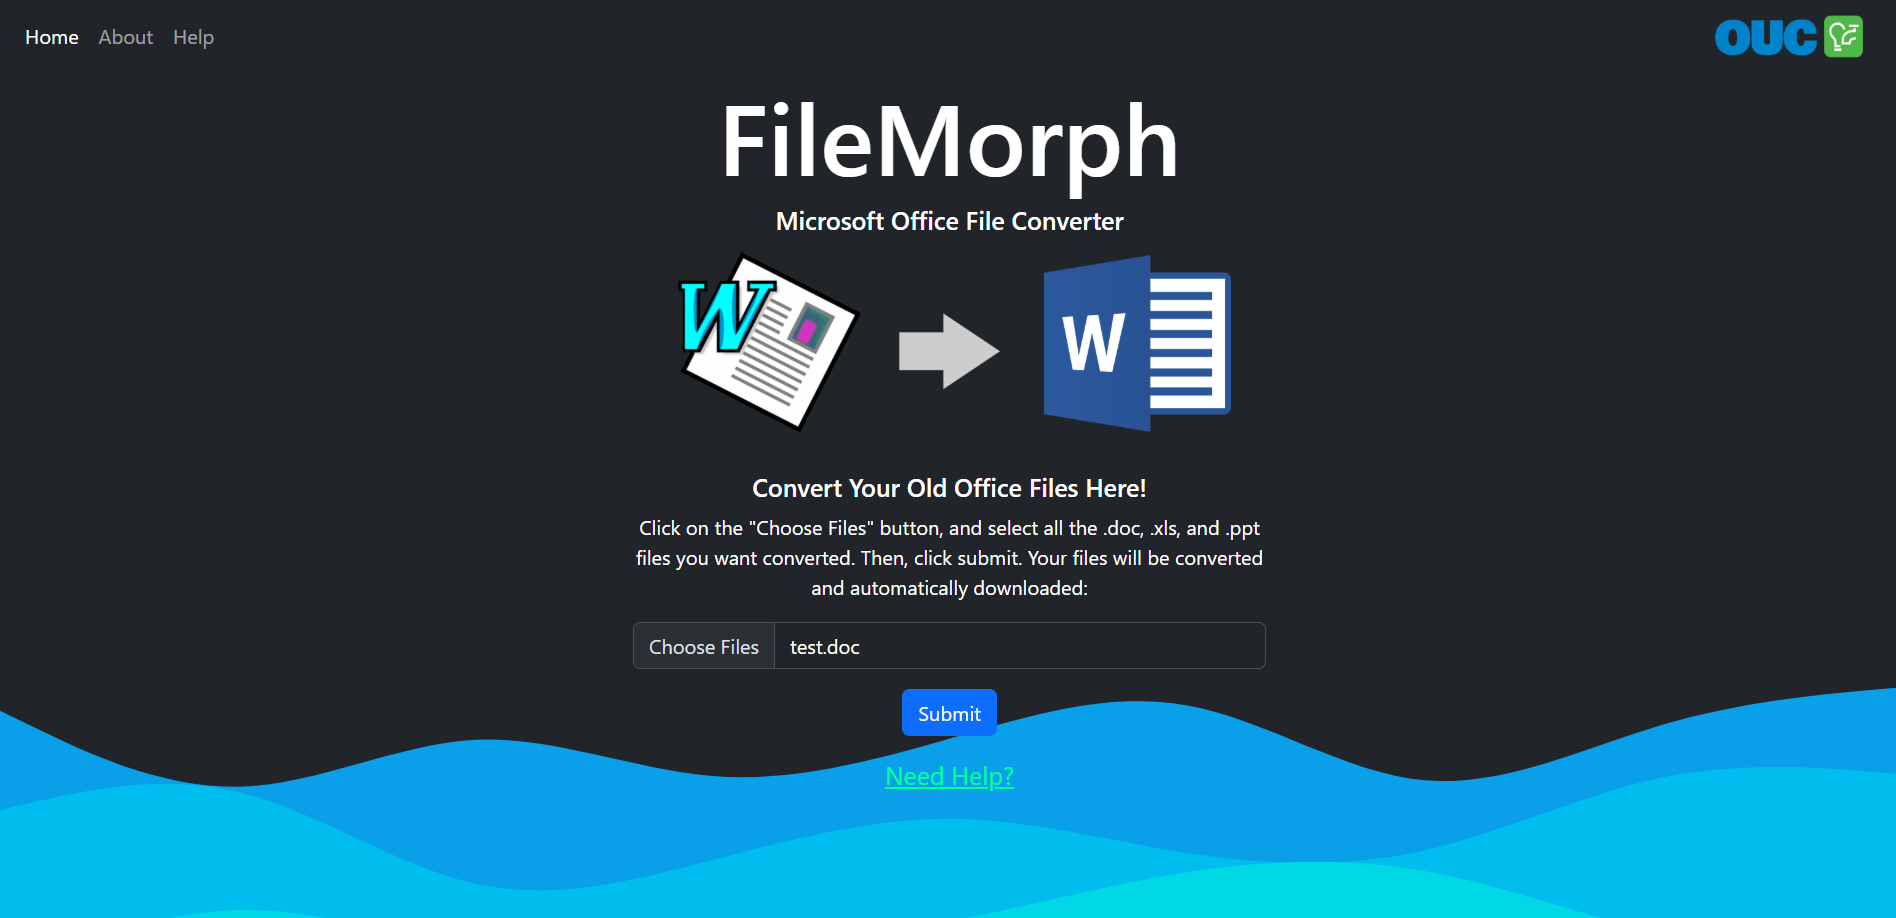 Home About Help
OUC
FileMorph
Microsoft Office File Converter
W
W
Convert Your Old Office Files Here!
Click on the "Choose Files" button, and select all the .doc, .xls, and .ppt
files you want converted. Then, click submit. Your files will be converted
and automatically downloaded:
Choose Files test.doc
Submit
Need Help?